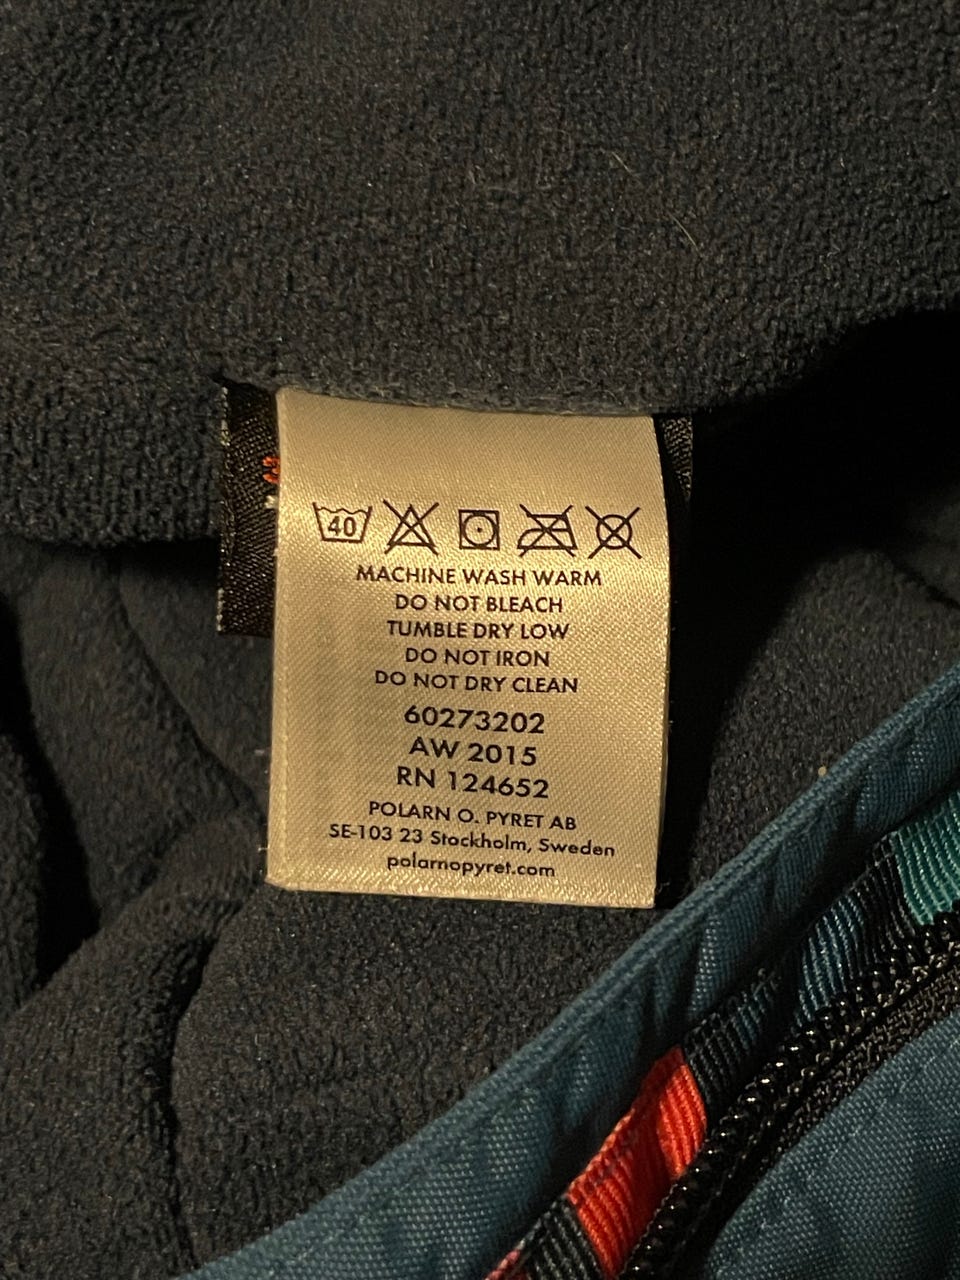 40
MACHINE WASH WARM
DO NOT BLEACH
TUMBLE DRY LOW
DO NOT IRON
DO NOT DRY CLEAN
60273202
AW 2015
RN 124652
POLARN O. PYRET AB
SE-103 23 Stockholm, Sweden
polarnopyret.com